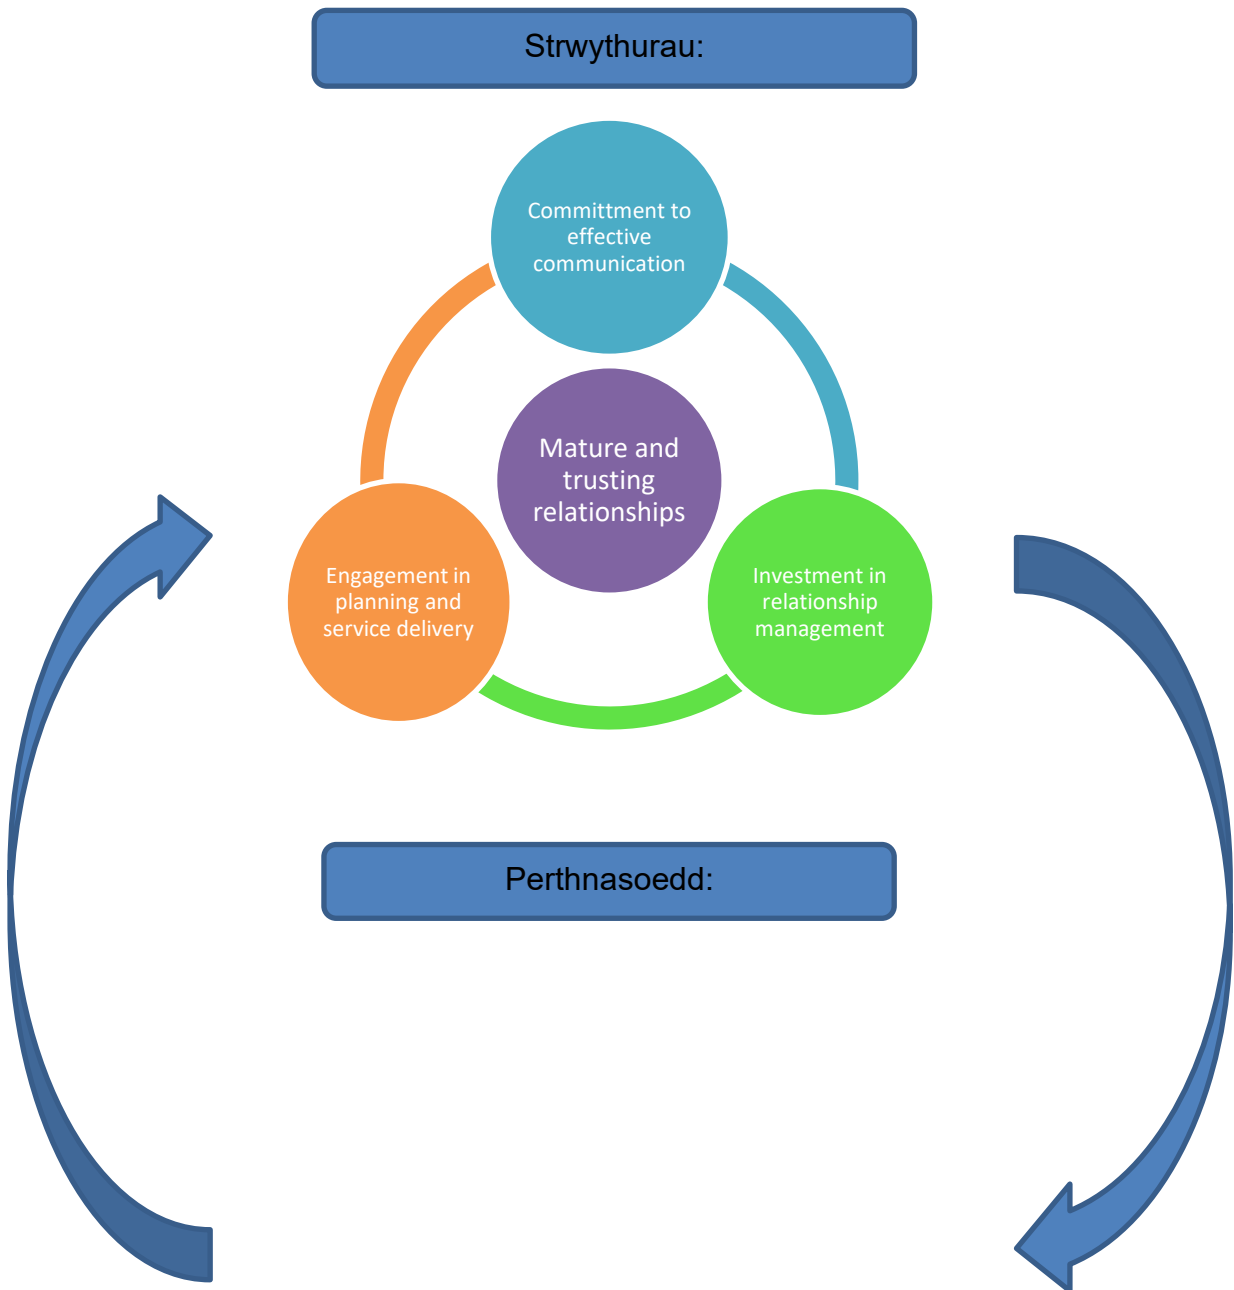 Strwythurau:
Committment to
effective
communication
Mature and
trusting
relationships
Engagement in
planning and
service delivery
Investment in
relationship
management
Perthnasoedd: